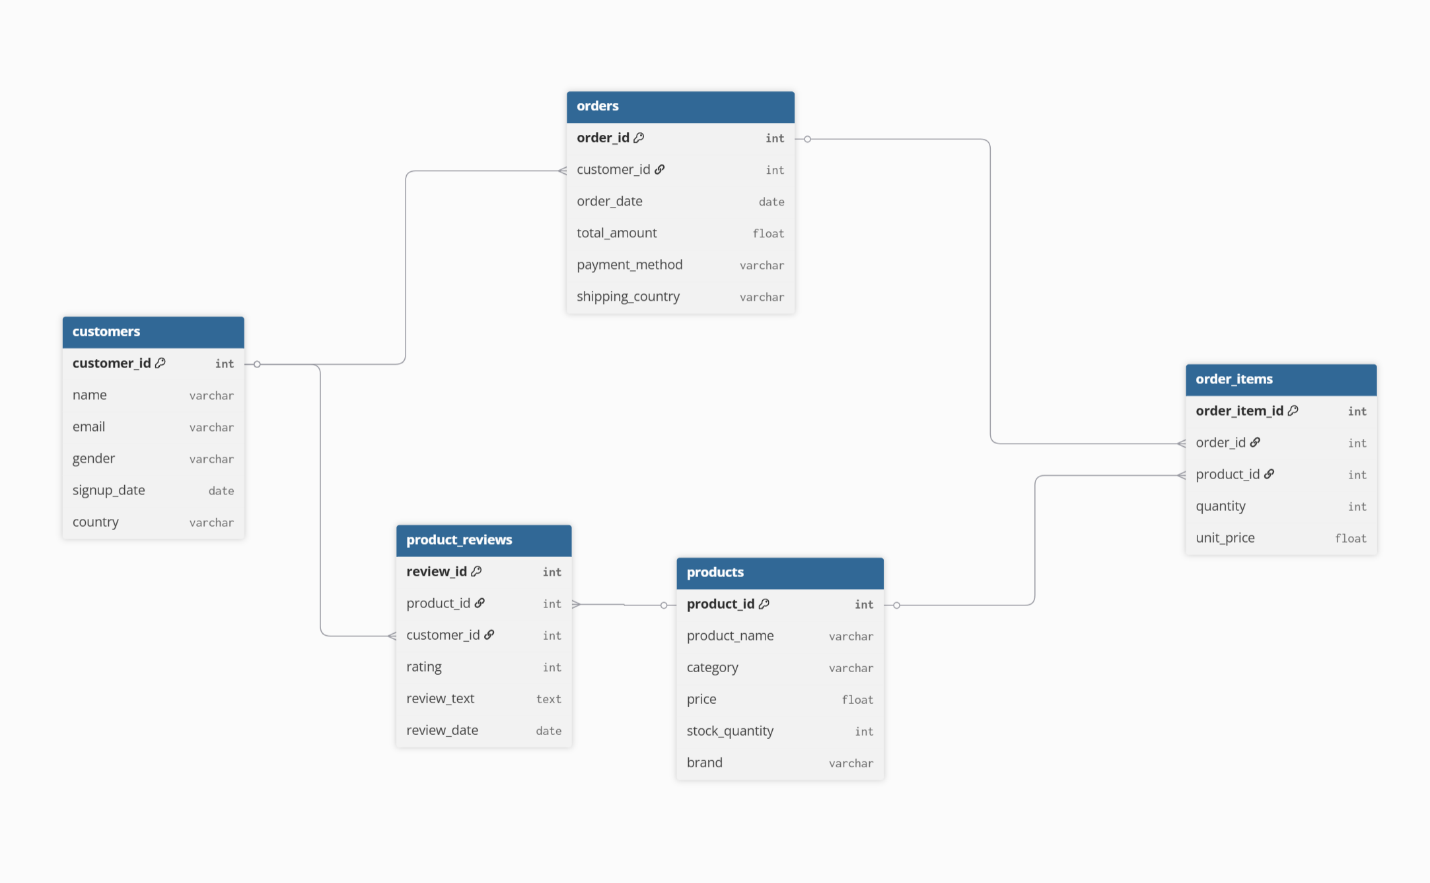 orders
order_id int
customer_id int
order_date date
total_amount float
payment_method varchar
shipping_country varchar
customers
customer_id int
name varchar
email varchar
gender varchar
signup_date date
country varchar
order_items
order_item_id int
order_id int
product_id int
quantity int
unit_price float
product_reviews
review_id int
product_id int
customer_id int
rating int
review_text text
review_date date
products
product_id int
product_name varchar
category varchar
price float
stock_quantity int
brand varchar